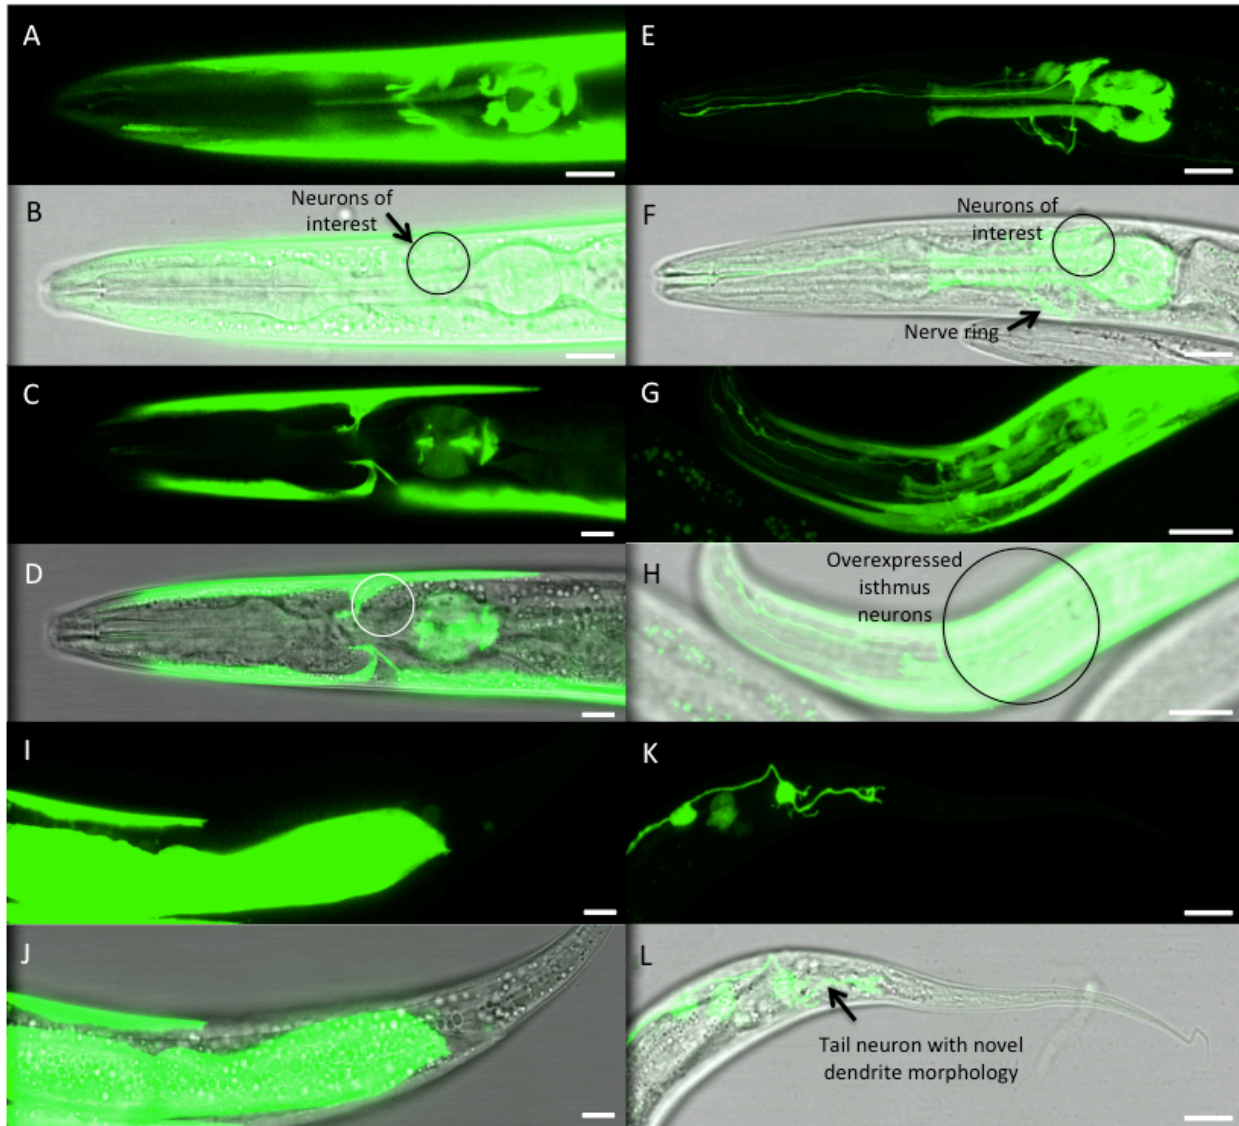 A
B
Neurons of
interest
C
D
I
J
E
F
Neurons of
interest
Nerve ring
G
H
Overexpressed
isthmus
neurons
K
L
Tail neuron with novel
dendrite morphology